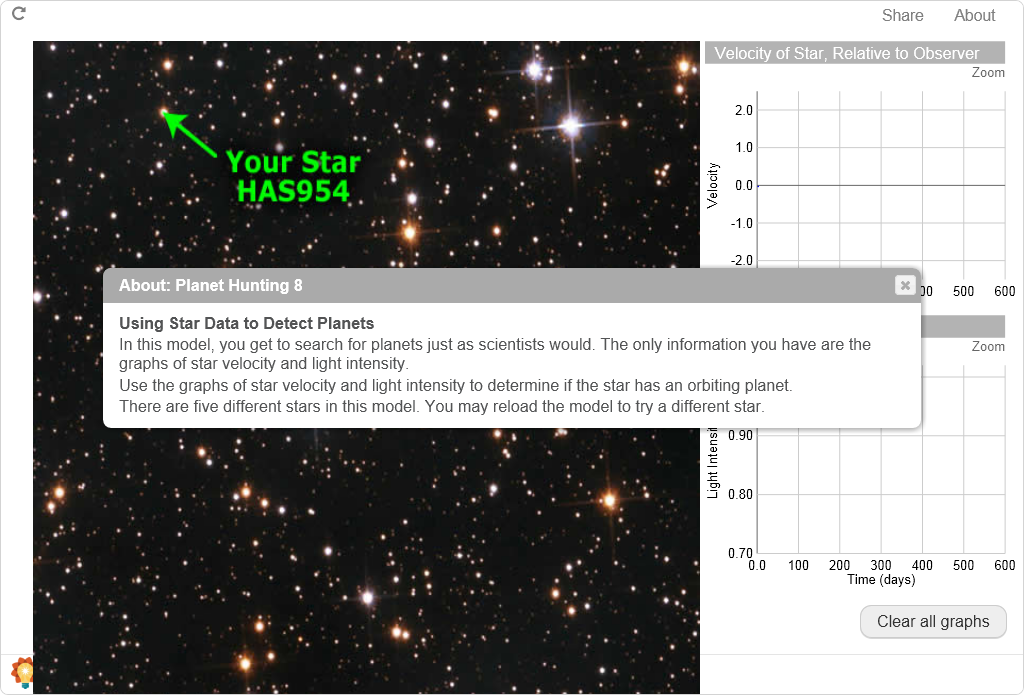 Share About
Velocity of Star, Relative to Observer
Zoom
Your Star
HAS954
2.0
1.0
0.0
-1.0
-2.0
Velocity
00 500 600
About: Planet Hunting 8
Using Star Data to Detect Planets
In this model, you get to search for planets just as scientists would. The only information you have are the
graphs of star velocity and light intensity.
Use the graphs of star velocity and light intensity to determine if the star has an orbiting planet.
There are five different stars in this model. You may reload the model to try a different star.
Zoom
0.90
0.80
0.70
Light Intensi
0.0 100 200 300 400 500 600
Time (days)
Clear all graphs